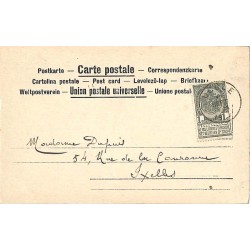 Postkarte — Carte postale — Correspondenzkarte
Cartolina postale — Post card — Levelező-lap — Briefkaart
Weltpostverein — Union postale universelle — Unione postale
Madame Dupuis
54, Rue de la Couronne
Ixelles